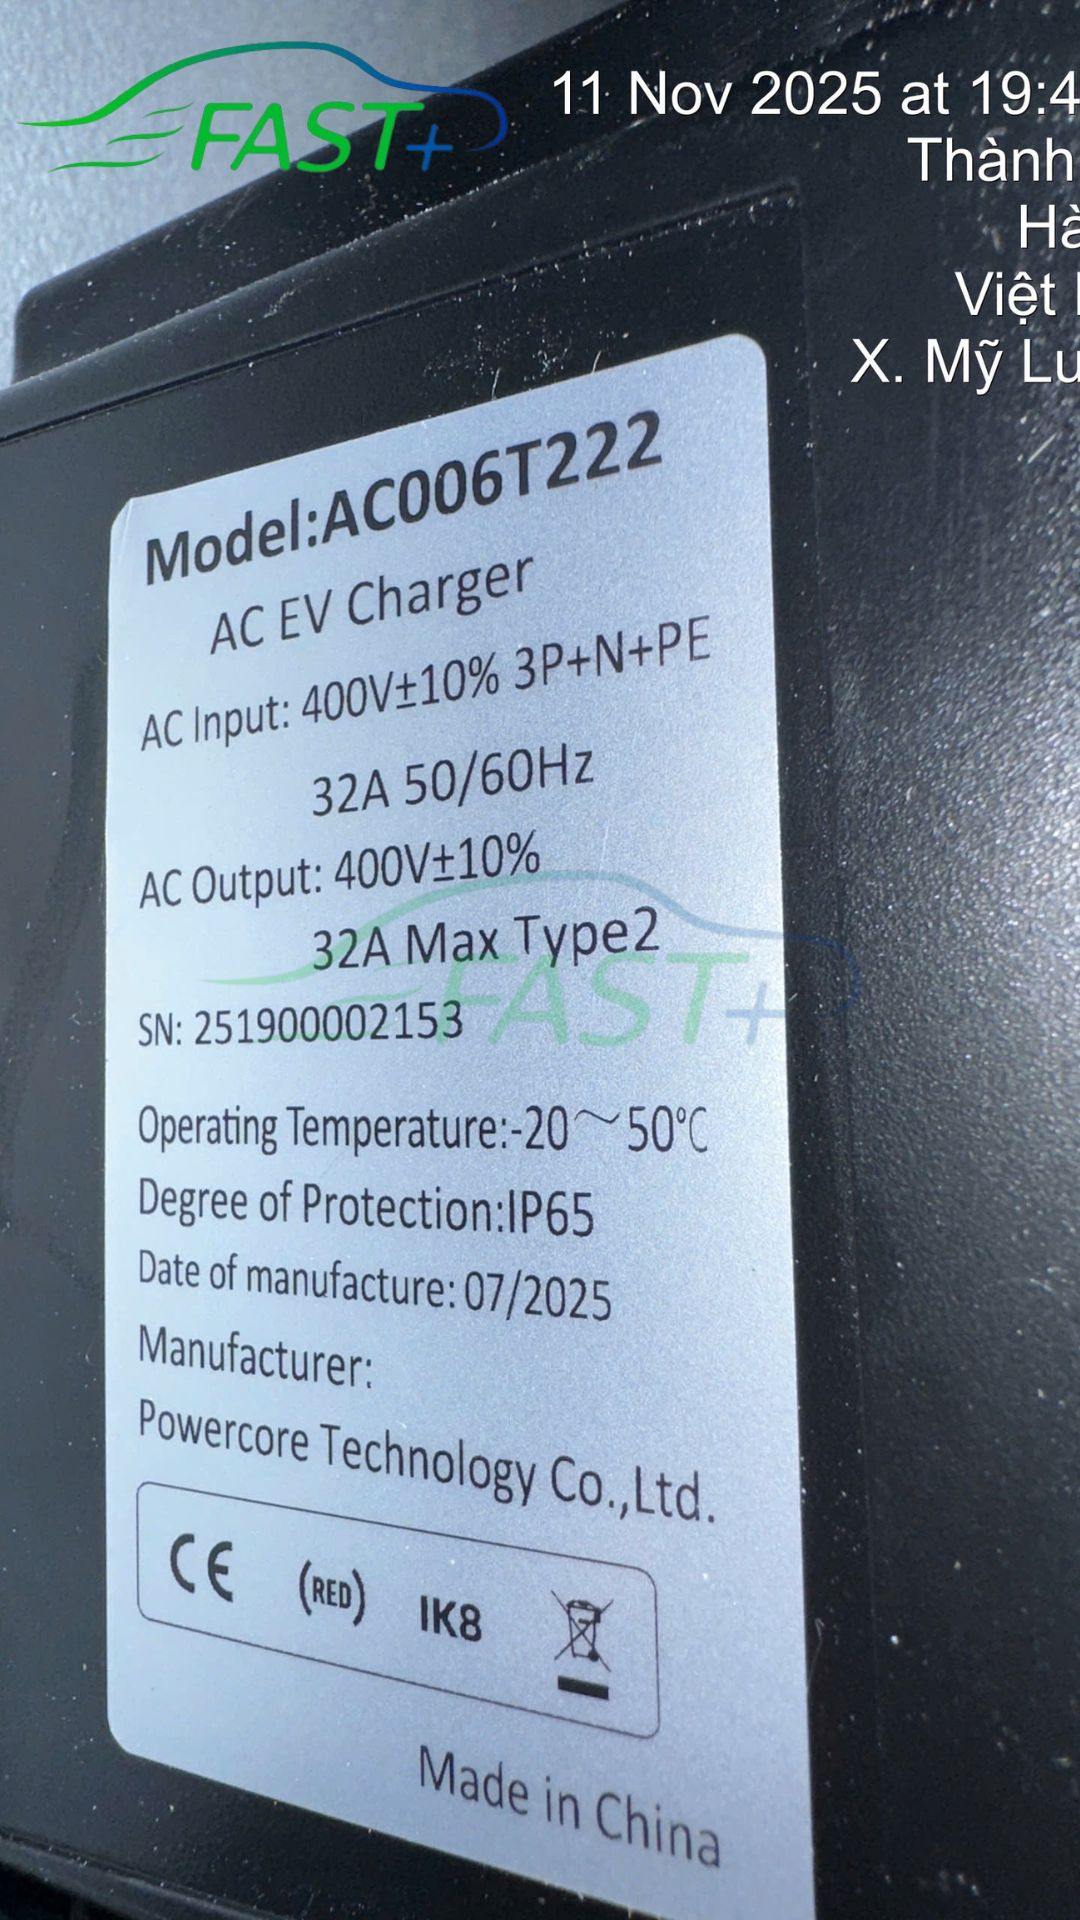 FAST+
11 Nov 2025 at 19:4
Thành
Việt
X. Mỹ
Model:AC006T222
AC EV Charger
AC Input: 400V±10% 3P+N+PE
32A 50/60Hz
AC Output: 400V±10%
32A Max Type2
FAST+
SN: 251900002153
Operating Temperature:-20～50℃
Degree of Protection:IP65
Date of manufacture: 07/2025
Manufacturer:
Powercore Technology Co.,Ltd.
CE (RED) IK8
Made in China